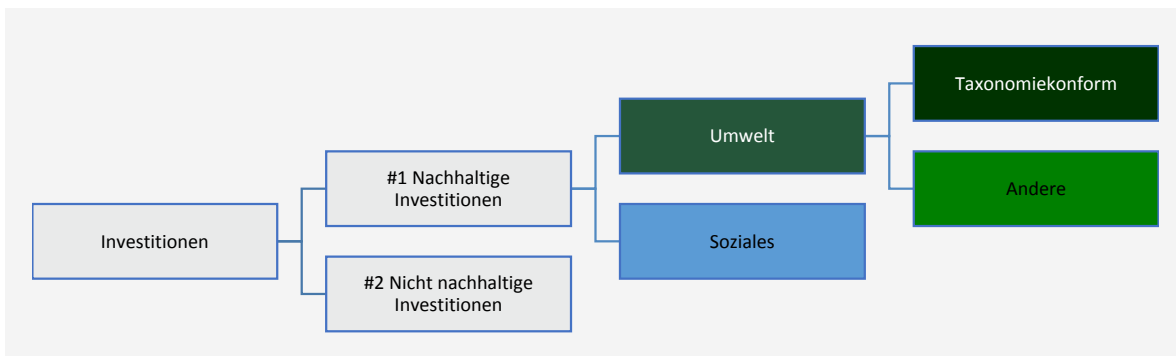 Investitionen
#1 Nachhaltige
Investitionen
#2 Nicht nachhaltige
Investitionen
Umwelt
Soziales
Taxonomiekonform
Andere